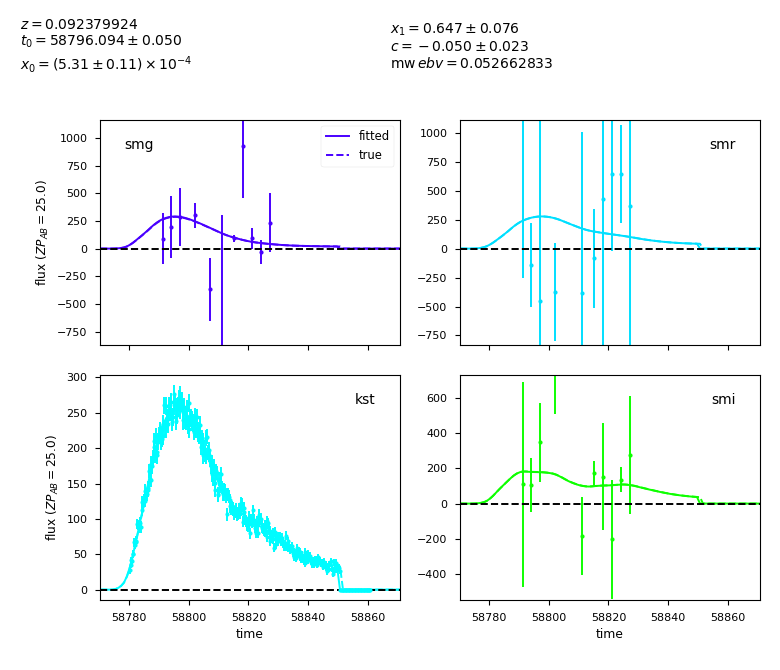 z = 0.092379924
t₀ = 58796.094 ± 0.050
x₀ = (5.31 ± 0.11) × 10⁻⁴
x₁ = 0.647 ± 0.076
c = −0.050 ± 0.023
mw ebv = 0.052662833
smg
fitted
true
flux (ZP_AB = 25.0)
1000
750
500
250
0
−250
−500
−750
smr
1000
750
500
250
0
−250
−500
−750
kst
flux (ZP_AB = 25.0)
300
250
200
150
100
50
0
58780 58800 58820 58840 58860
time
smi
600
400
200
0
−200
−400
58780 58800 58820 58840 58860
time